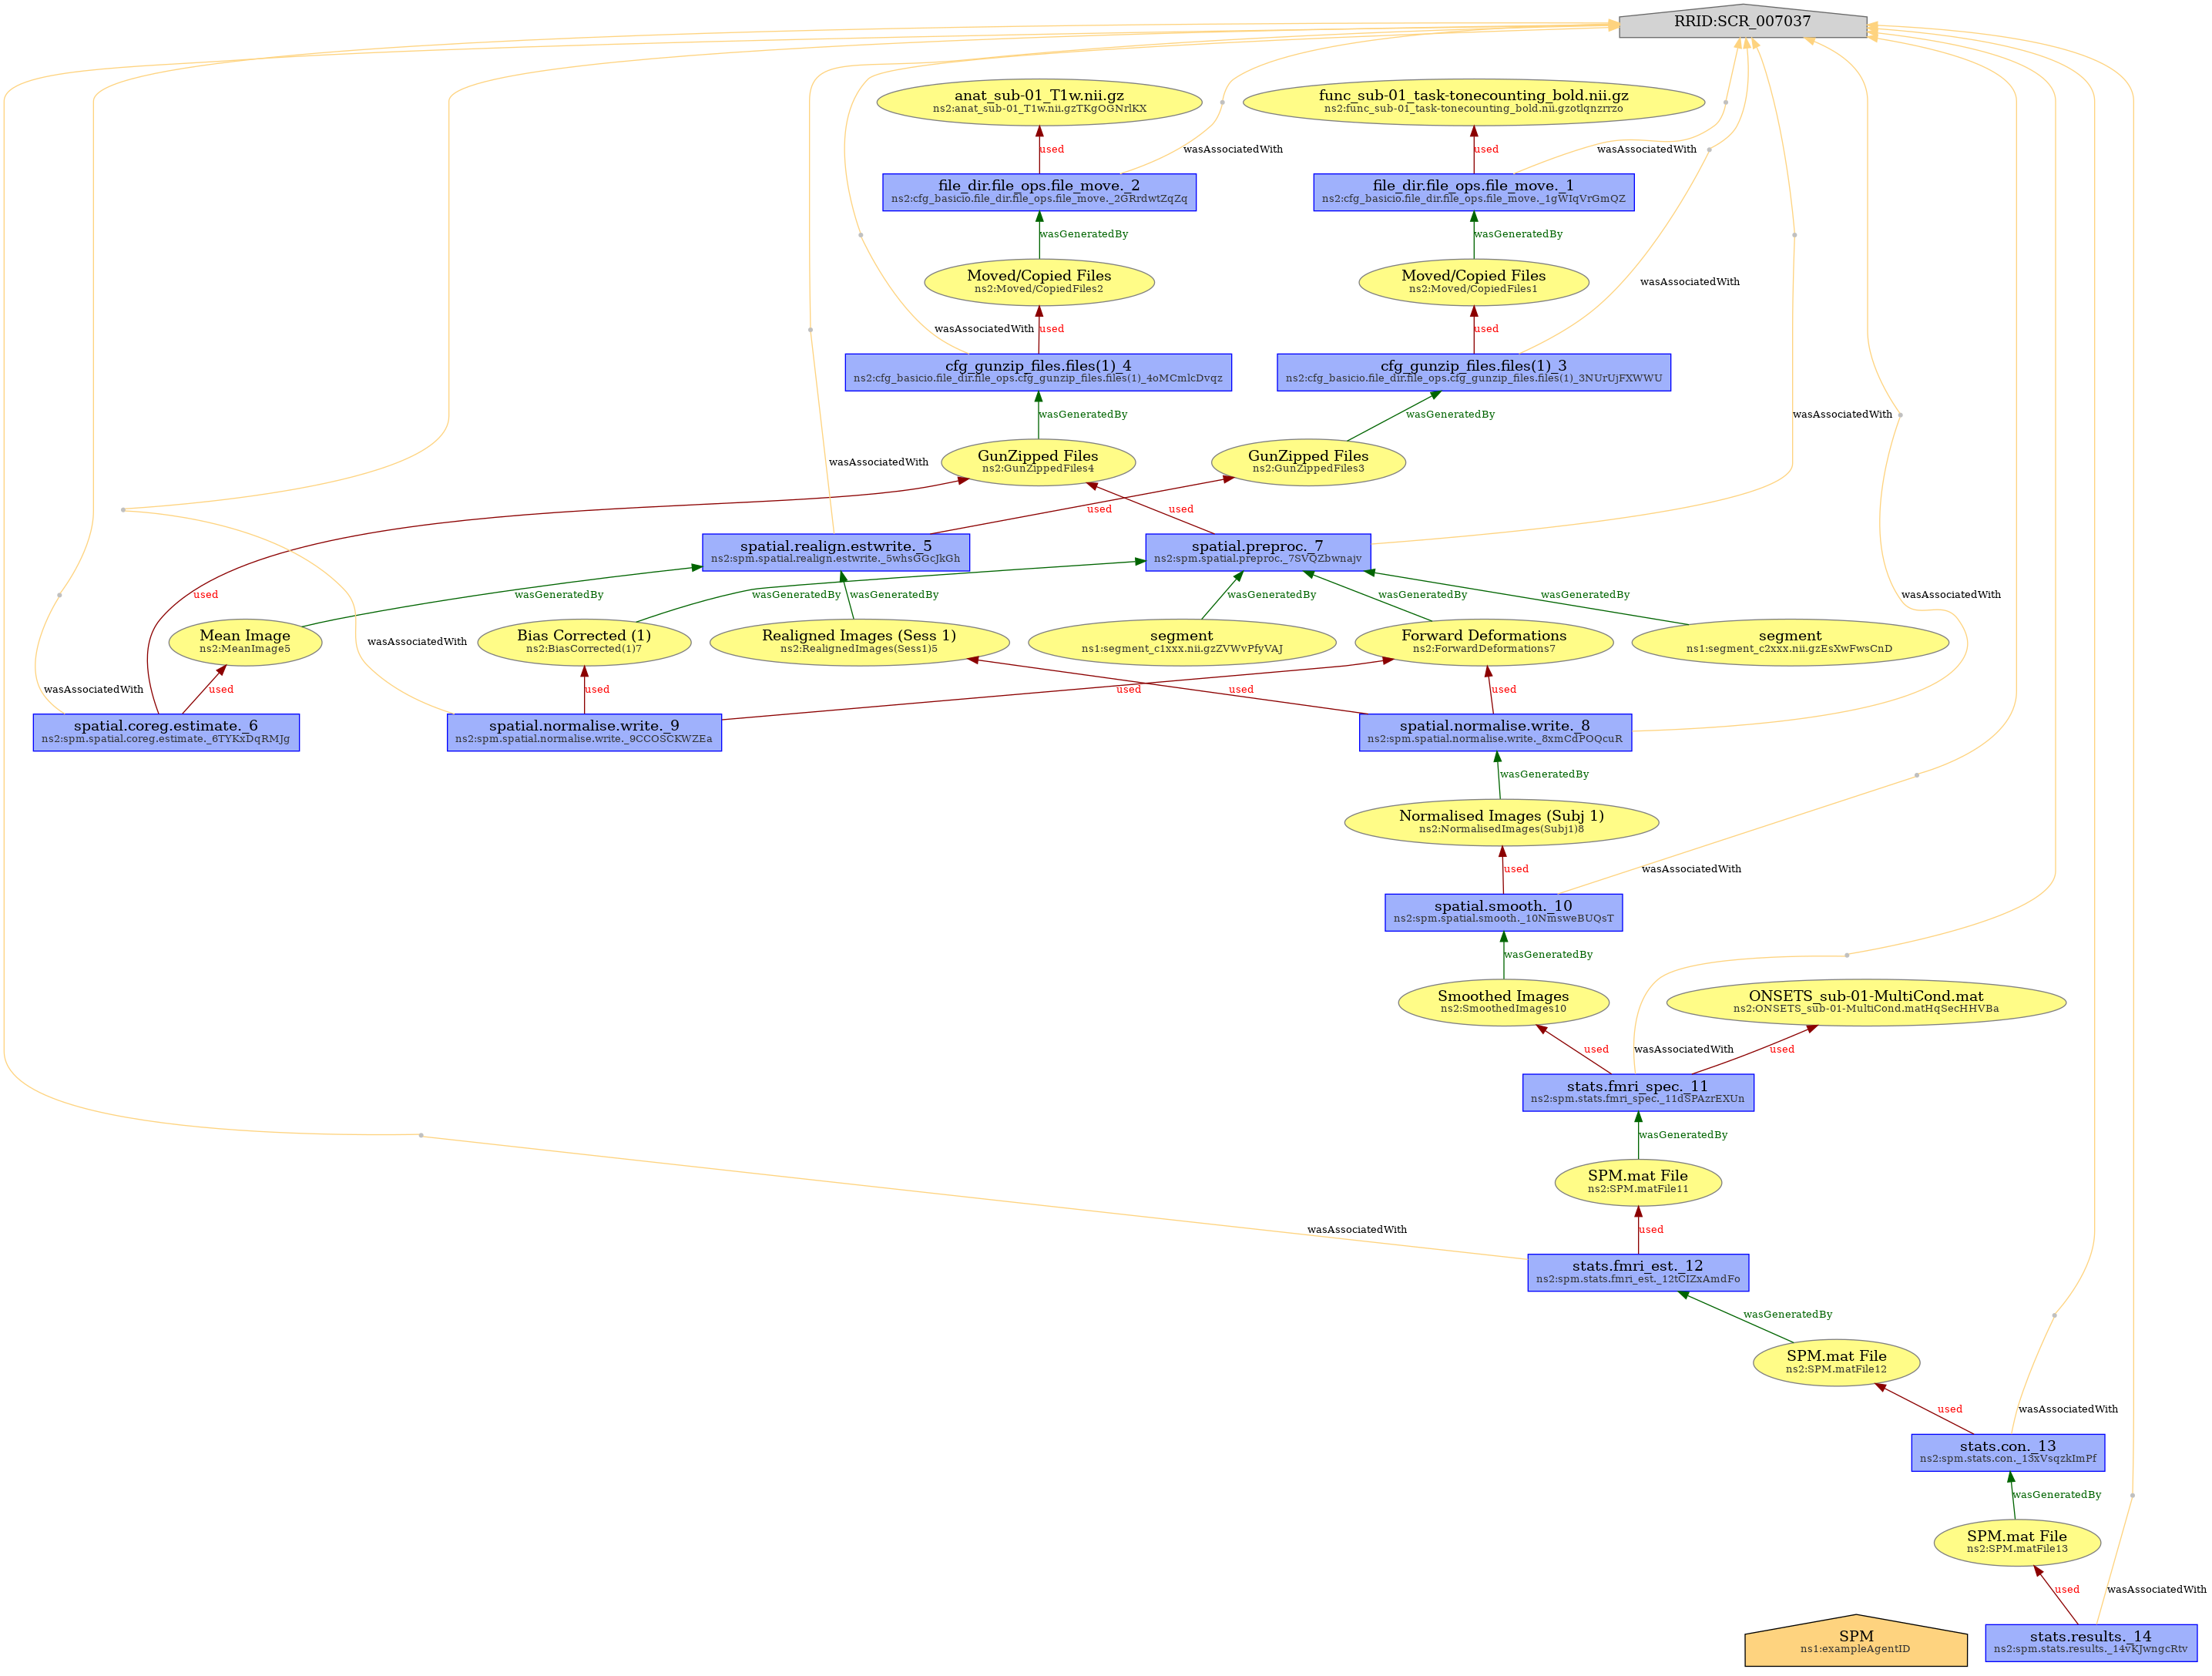 RRID:SCR_007037
anat_sub-01_T1w.nii.gz
ns2:anat_sub-01_T1w.nii.gzTKgOGNrlKX
func_sub-01_task-tonecounting_bold.nii.gz
ns2:func_sub-01_task-tonecounting_bold.nii.gzotlqnzrrzo
used
wasAssociatedWith
used
wasAssociatedWith
file_dir.file_ops.file_move._2
ns2:cfg_basicio.file_dir.file_ops.file_move._2GRrdwtZqZq
file_dir.file_ops.file_move._1
ns2:cfg_basicio.file_dir.file_ops.file_move._1gWIqVrGmQZ
wasGeneratedBy
wasGeneratedBy
Moved/Copied Files
ns2:Moved/CopiedFiles2
Moved/Copied Files
ns2:Moved/CopiedFiles1
wasAssociatedWith
wasAssociatedWith
used
used
cfg_gunzip_files.files(1)_4
ns2:cfg_basicio.file_dir.file_ops.cfg_gunzip_files.files(1)_4oMCmlcDvqz
cfg_gunzip_files.files(1)_3
ns2:cfg_basicio.file_dir.file_ops.cfg_gunzip_files.files(1)_3NUrUjFXWWU
wasGeneratedBy
wasGeneratedBy
wasAssociatedWith
wasAssociatedWith
GunZipped Files
ns2:GunZippedFiles4
GunZipped Files
ns2:GunZippedFiles3
used
used
spatial.realign.estwrite._5
ns2:spm.spatial.realign.estwrite._5whsGGcJkGh
spatial.preproc._7
ns2:spm.spatial.preproc._7SVQZbwnajv
used
wasGeneratedBy
wasGeneratedBy
wasGeneratedBy
wasGeneratedBy
wasGeneratedBy
wasGeneratedBy
wasAssociatedWith
Mean Image
ns2:MeanImage5
wasAssociatedWith
Bias Corrected (1)
ns2:BiasCorrected(1)7
Realigned Images (Sess 1)
ns2:RealignedImages(Sess1)5
segment
ns1:segment_c1xxx.nii.gzZVWvPfyVAJ
Forward Deformations
ns2:ForwardDeformations7
segment
ns1:segment_c2xxx.nii.gzEsXwFwsCnD
wasAssociatedWith
used
used
used
used
used
spatial.coreg.estimate._6
ns2:spm.spatial.coreg.estimate._6TYKxDqRMJg
spatial.normalise.write._9
ns2:spm.spatial.normalise.write._9CCOSCKWZEa
spatial.normalise.write._8
ns2:spm.spatial.normalise.write._8xmCdPOQcuR
wasGeneratedBy
Normalised Images (Subj 1)
ns2:NormalisedImages(Subj1)8
used
wasAssociatedWith
spatial.smooth._10
ns2:spm.spatial.smooth._10NmsweBUQsT
wasGeneratedBy
Smoothed Images
ns2:SmoothedImages10
ONSETS_sub-01-MultiCond.mat
ns2:ONSETS_sub-01-MultiCond.matHqSecHHVBa
used
wasAssociatedWith
used
stats.fmri_spec._11
ns2:spm.stats.fmri_spec._11dSPAzrEXUn
wasGeneratedBy
SPM.mat File
ns2:SPM.matFile11
wasAssociatedWith
used
stats.fmri_est._12
ns2:spm.stats.fmri_est._12tCIZxAmdFo
wasGeneratedBy
SPM.mat File
ns2:SPM.matFile12
used
wasAssociatedWith
stats.con._13
ns2:spm.stats.con._13xVsqzkImPf
wasGeneratedBy
SPM.mat File
ns2:SPM.matFile13
used
wasAssociatedWith
SPM
ns1:exampleAgentID
stats.results._14
ns2:spm.stats.results._14vKJwngcRtv